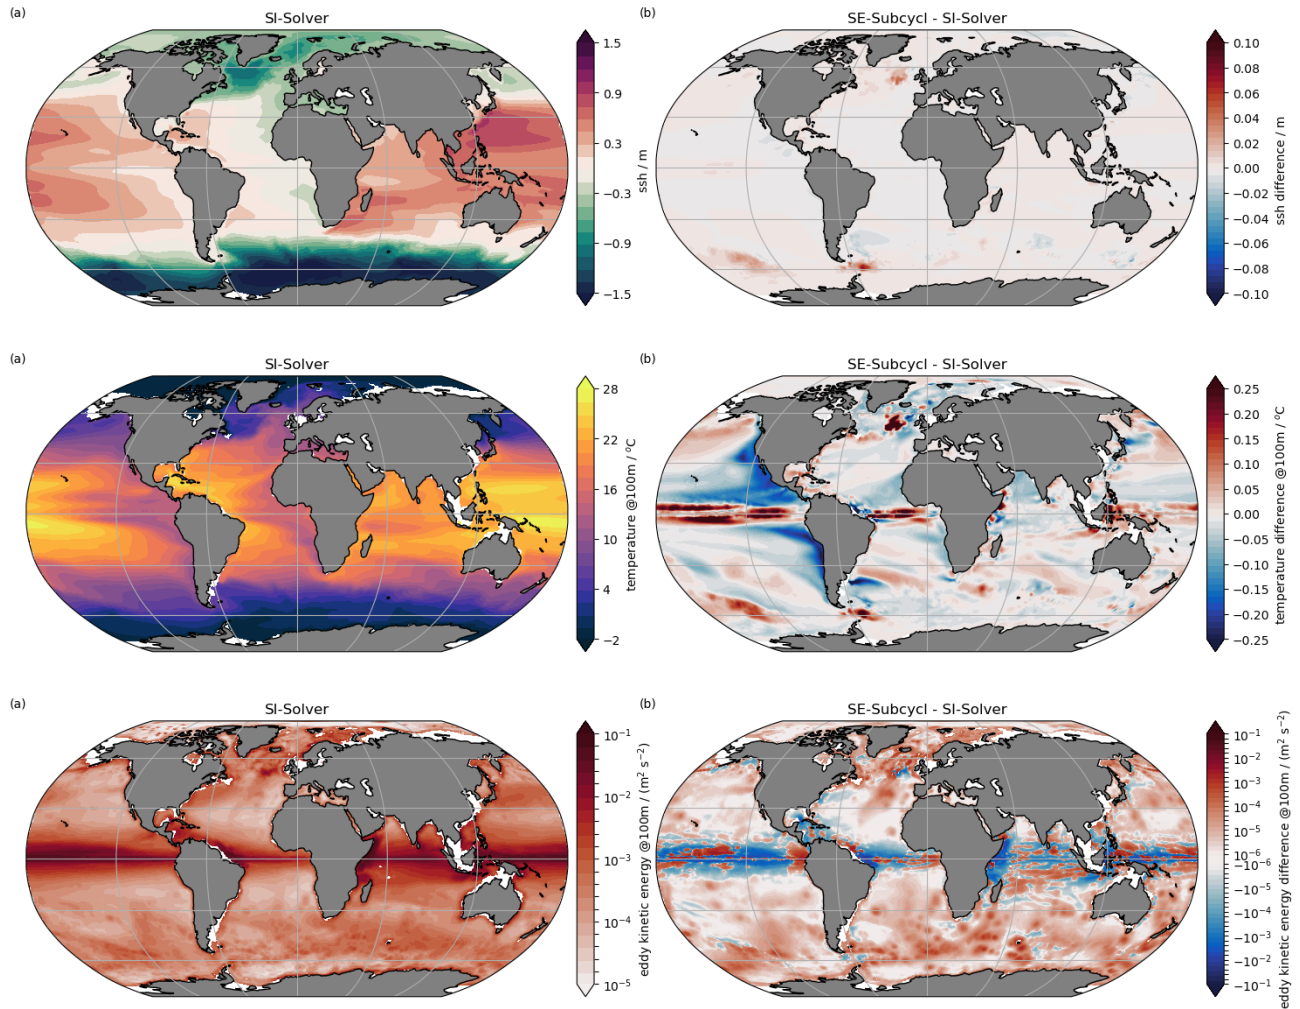 (a)
SI-Solver
1.5
0.9
0.3
−0.3
−0.9
−1.5
ssh / m
(b)
SE-Subcycl - SI-Solver
0.10
0.08
0.06
0.04
0.02
0.00
−0.02
−0.04
−0.06
−0.08
−0.10
ssh difference / m
(a)
SI-Solver
28
22
16
10
4
−2
temperature @100m / °C
(b)
SE-Subcycl - SI-Solver
0.25
0.20
0.15
0.10
0.05
0.00
−0.05
−0.10
−0.15
−0.20
−0.25
temperature difference @100m / °C
(a)
SI-Solver
10⁻¹
10⁻²
10⁻³
10⁻⁴
10⁻⁵
eddy kinetic energy @100m / (m² s⁻²)
(b)
SE-Subcycl - SI-Solver
10⁻¹
10⁻²
10⁻³
10⁻⁴
10⁻⁵
10⁻⁶
−10⁻⁶
−10⁻⁵
−10⁻⁴
−10⁻³
−10⁻²
−10⁻¹
eddy kinetic energy difference @100m / (m² s⁻²)